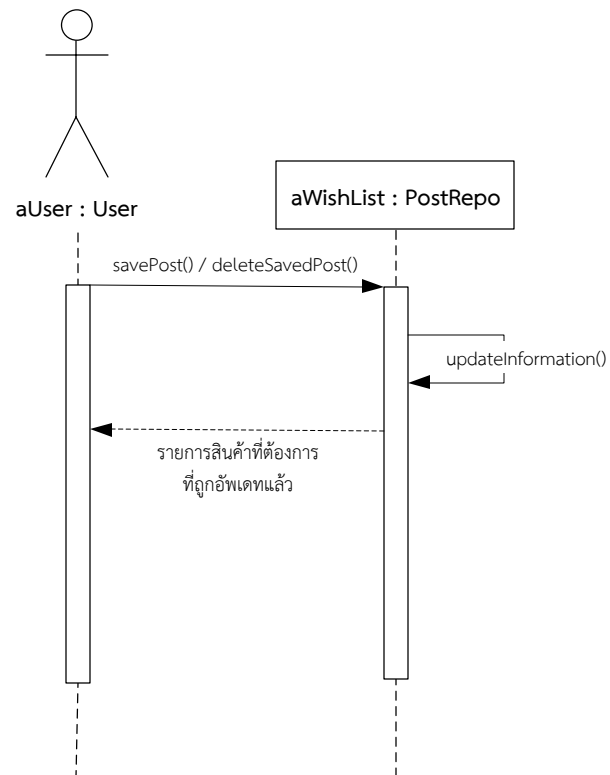 aUser : User
aWishList : PostRepo
savePost() / deleteSavedPost()
updateInformation()
รายการสินค้าที่ต้องการ
ที่ถูกอัพเดทแล้ว